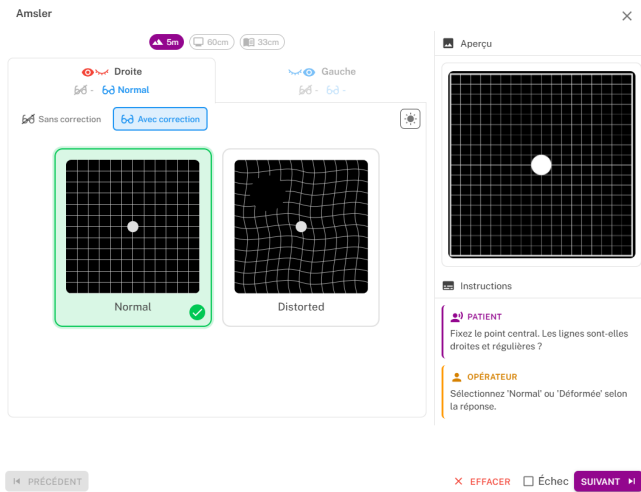 Amsler
5m
60cm
33cm
Droite
- Normal
Gauche
- -
Sans correction
Avec correction
Normal
Distorted
Aperçu
Instructions
PATIENT
Fixez le point central. Les lignes sont-elles
droites et régulières ?
OPÉRATEUR
Sélectionnez 'Normal' ou 'Déformée' selon
la réponse.
PRÉCÉDENT
EFFACER
Échec
SUIVANT